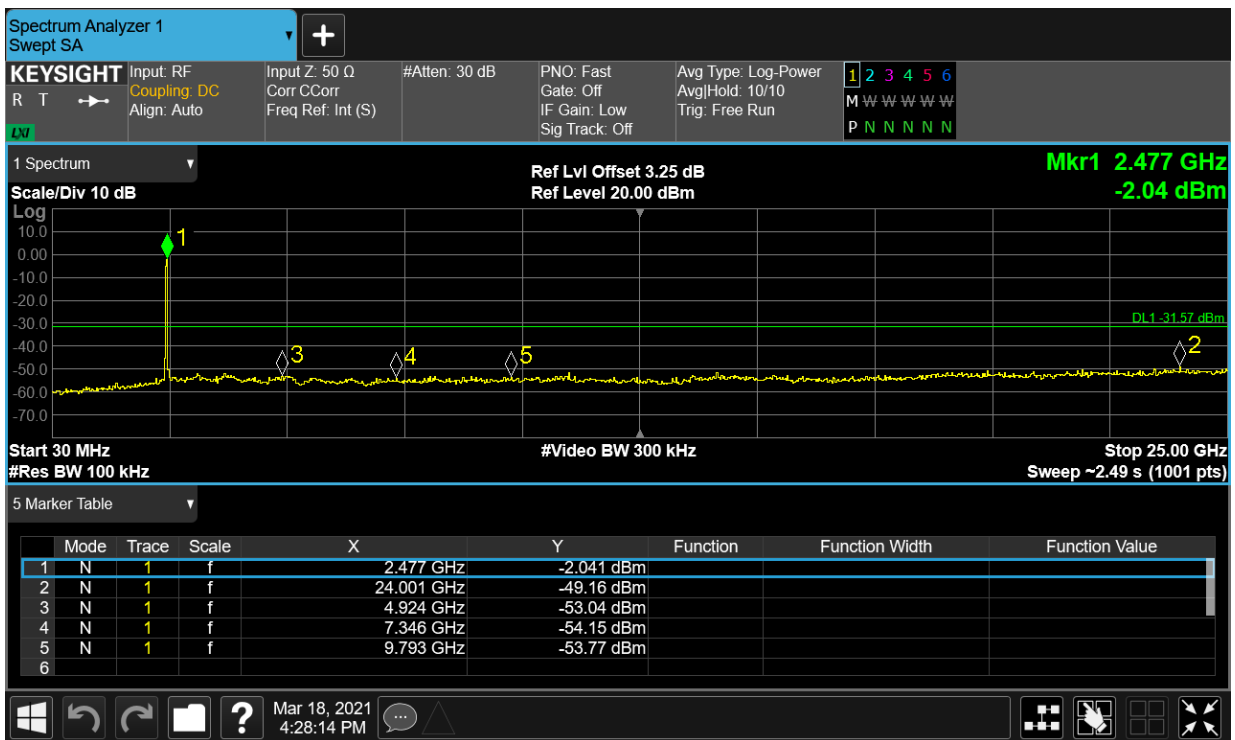 Spectrum Analyzer 1
Swept SA
+
KEYSIGHT
R T
LXI
Input: RF
Coupling: DC
Align: Auto
Input Z: 50 Ω
Corr CCorr
Freq Ref: Int (S)
#Atten: 30 dB
PNO: Fast
Gate: Off
IF Gain: Low
Sig Track: Off
Avg Type: Log-Power
Avg|Hold: 10/10
Trig: Free Run
1 2 3 4 5 6
M W W W W W
P N N N N N
1 Spectrum
Scale/Div 10 dB
Ref Lvl Offset 3.25 dB
Ref Level 20.00 dBm
Mkr1 2.477 GHz
-2.04 dBm
Log
10.0
0.00
-10.0
-20.0
-30.0
-40.0
-50.0
-60.0
-70.0
1
DL1 -31.57 dBm
3 4 5 2
Start 30 MHz
#Res BW 100 kHz
#Video BW 300 kHz
Stop 25.00 GHz
Sweep ~2.49 s (1001 pts)
5 Marker Table
Mode Trace Scale X Y Function Function Width Function Value
1 N 1 f 2.477 GHz -2.041 dBm
2 N 1 f 24.001 GHz -49.16 dBm
3 N 1 f 4.924 GHz -53.04 dBm
4 N 1 f 7.346 GHz -54.15 dBm
5 N 1 f 9.793 GHz -53.77 dBm
6
?
Mar 18, 2021
4:28:14 PM